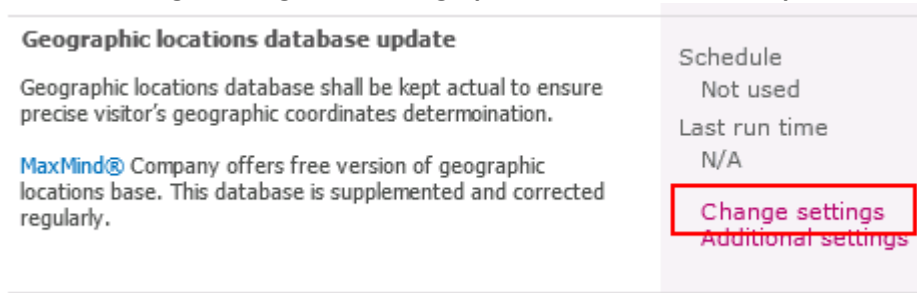 Geographic locations database update
Geographic locations database shall be kept actual to ensure
precise visitor's geographic coordinates determoination.
MaxMind® Company offers free version of geographic
locations base. This database is supplemented and corrected
regularly.
Schedule
Not used
Last run time
N/A
Change settings
Additional settings